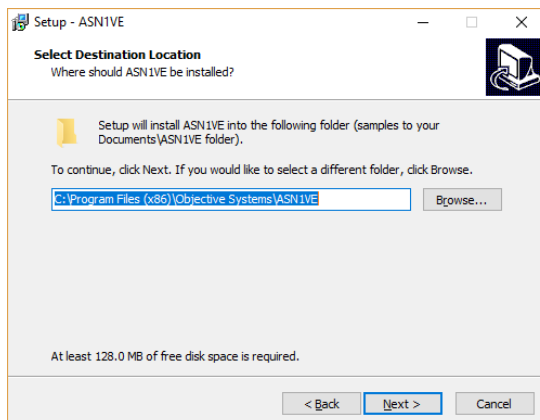 Setup - ASN1VE
Select Destination Location
Where should ASN1VE be installed?
Setup will install ASN1VE into the following folder (samples to your
Documents\ASN1VE folder).
To continue, click Next. If you would like to select a different folder, click Browse.
C:\Program Files (x86)\Objective Systems\ASN1VE
Browse...
At least 128.0 MB of free disk space is required.
< Back
Next >
Cancel